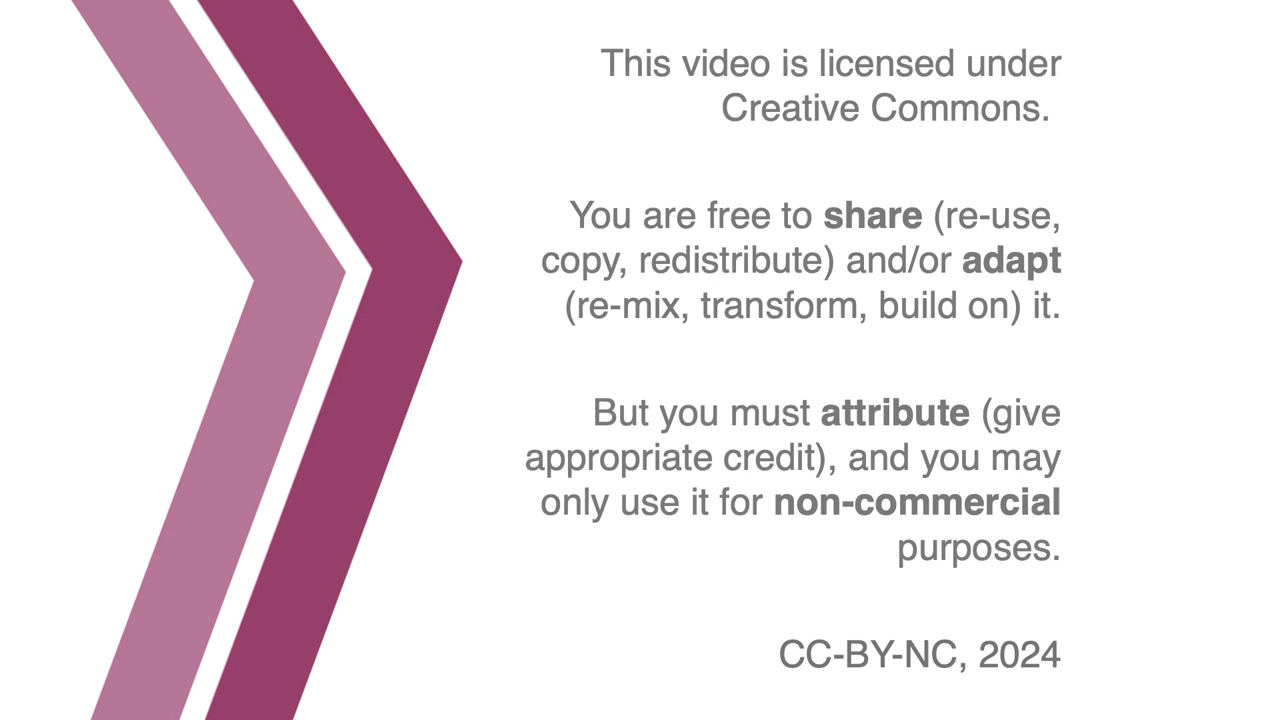 This video is licensed under
Creative Commons.
You are free to share (re-use,
copy, redistribute) and/or adapt
(re-mix, transform, build on) it.
But you must attribute (give
appropriate credit), and you may
only use it for non-commercial
purposes.
CC-BY-NC, 2024